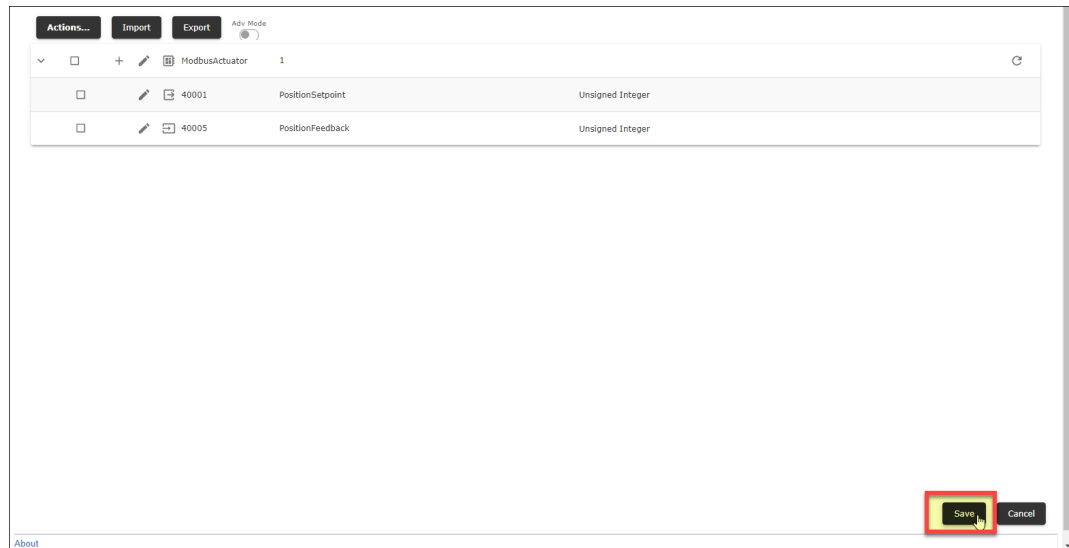 Actions... Import Export Adv Mode
ModbusActuator 1
40001 PositionSetpoint Unsigned Integer
40005 PositionFeedback Unsigned Integer
Save Cancel
About